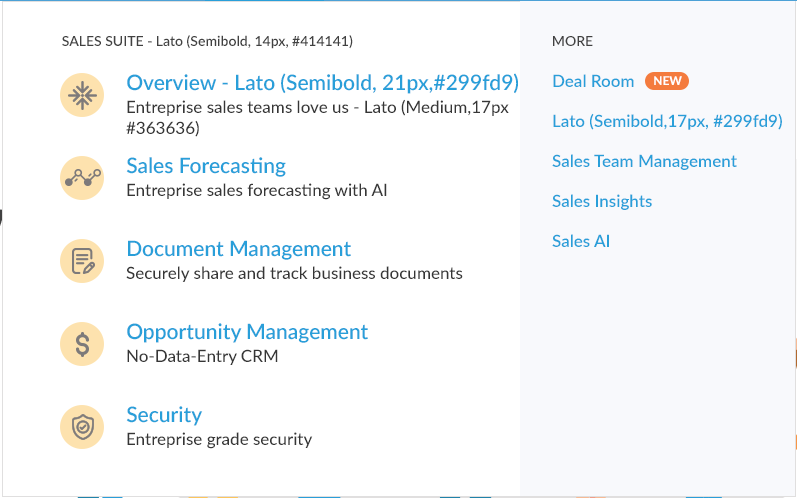 SALES SUITE - Lato (Semibold, 14px, #414141)
Overview - Lato (Semibold, 21px,#299fd9)
Entreprise sales teams love us - Lato (Medium,17px
#363636)
Sales Forecasting
Entreprise sales forecasting with AI
Document Management
Securely share and track business documents
Opportunity Management
No-Data-Entry CRM
Security
Entreprise grade security
MORE
Deal Room NEW
Lato (Semibold,17px, #299fd9)
Sales Team Management
Sales Insights
Sales AI